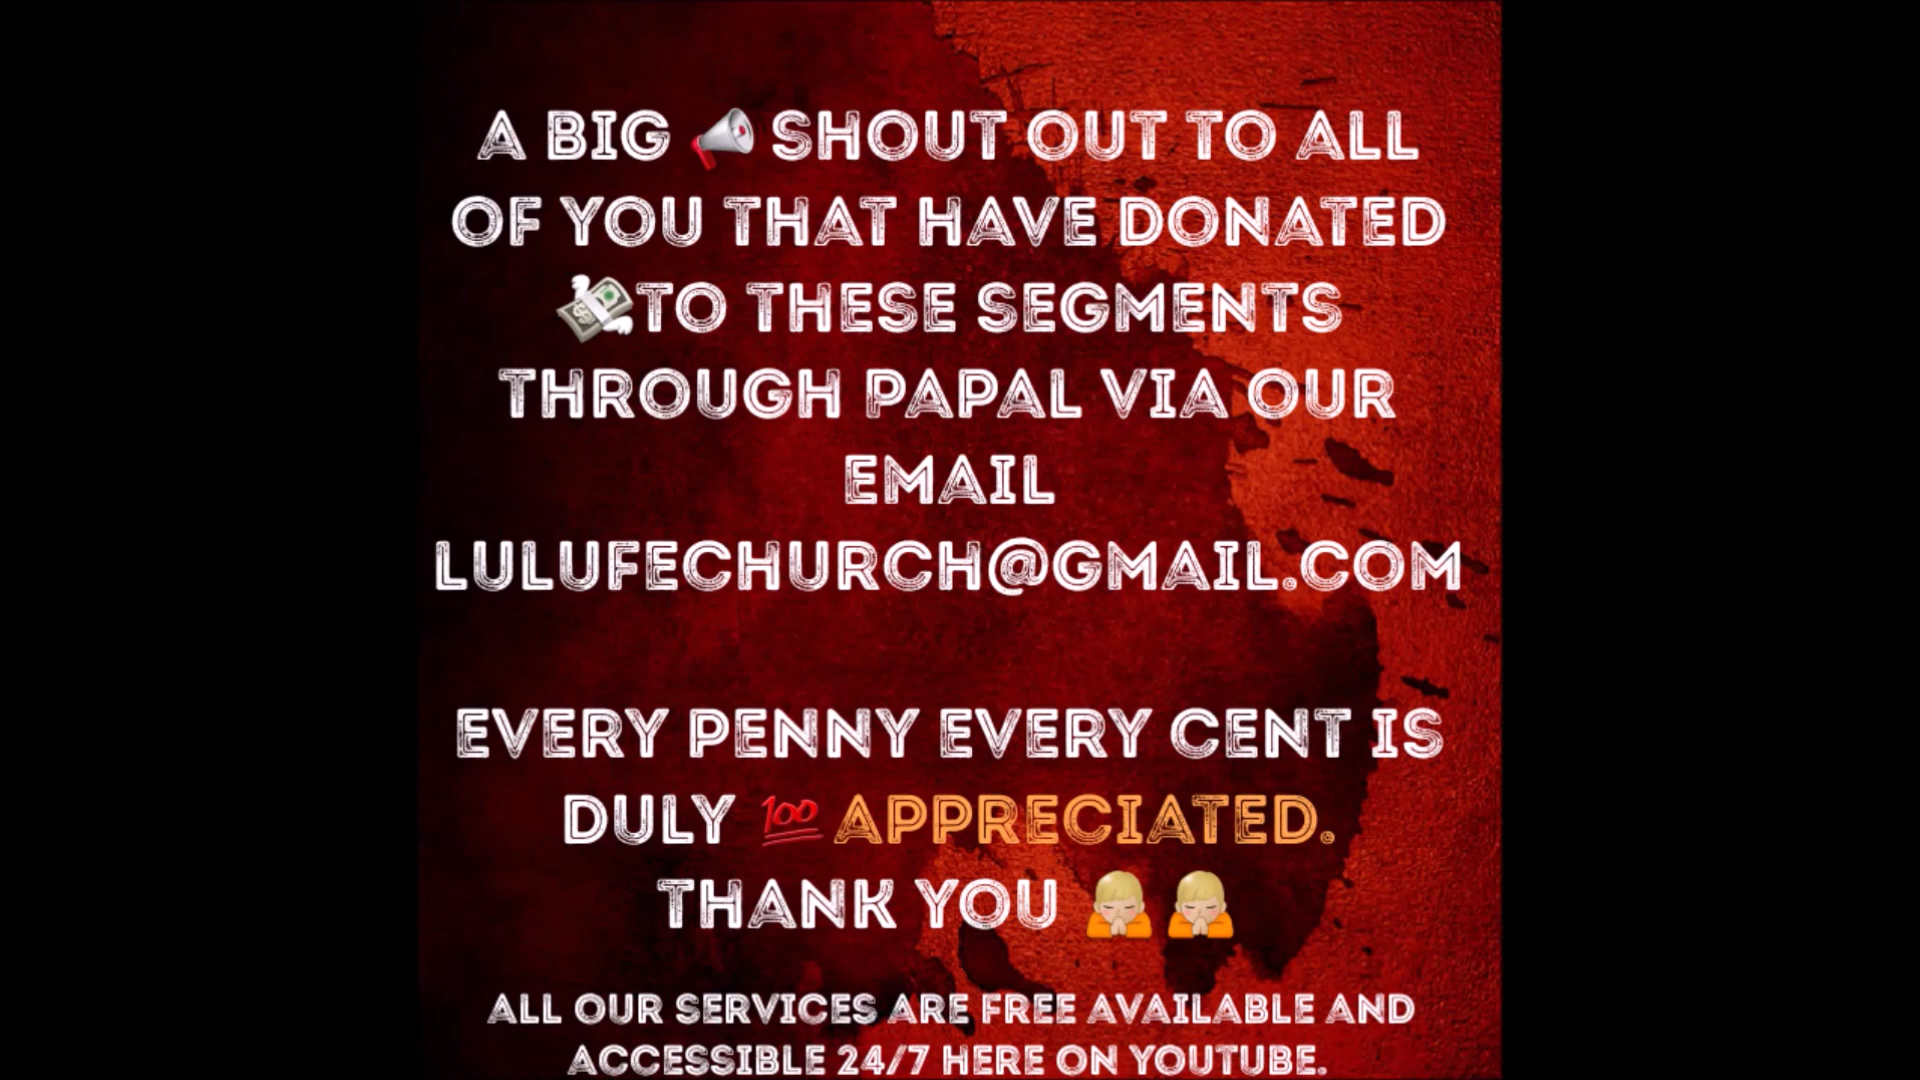 A BIG 📢 SHOUT OUT TO ALL
OF YOU THAT HAVE DONATED
💸TO THESE SEGMENTS
THROUGH PAPAL VIA OUR
EMAIL
LULUFECHURCH@GMAIL.COM
EVERY PENNY EVERY CENT IS
DULY 💯 APPRECIATED.
THANK YOU 🙏🏼🙏🏼
ALL OUR SERVICES ARE FREE AVAILABLE AND
ACCESSIBLE 24/7 HERE ON YOUTUBE.